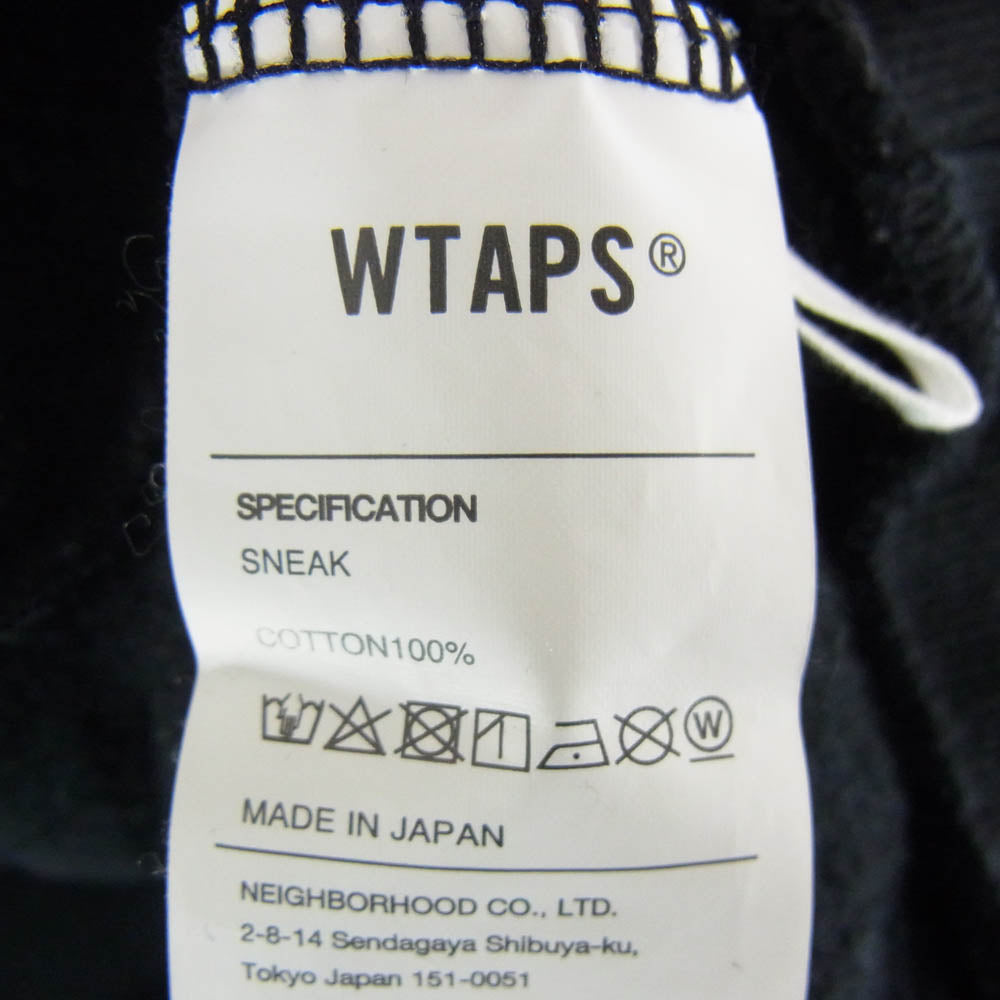 WTAPS®
SPECIFICATION
SNEAK
COTTON100%
W
MADE IN JAPAN
NEIGHBORHOOD CO., LTD.
2-8-14 Sendagaya Shibuya-ku,
Tokyo Japan 151-0051